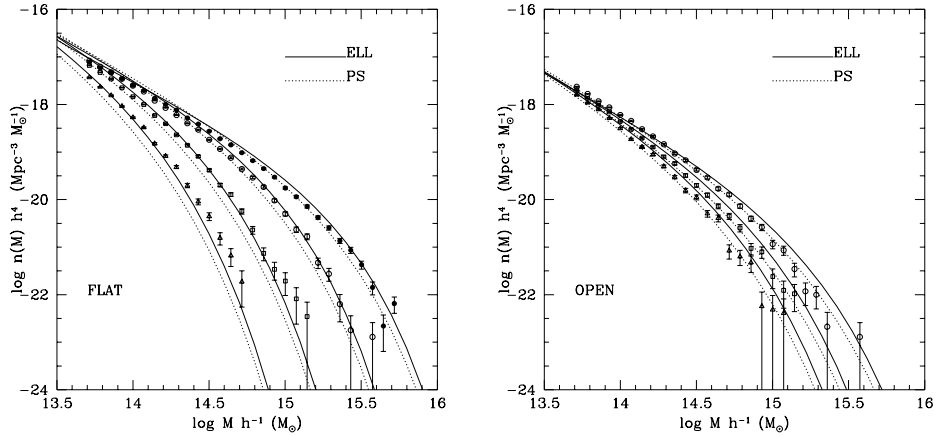 −16
−18
−20
−22
−24
log n(M) h⁴ (Mpc⁻³ M☉⁻¹)
ELL
PS
FLAT
13.5 14 14.5 15 15.5 16
log M h⁻¹ (M☉)
−16
−18
−20
−22
−24
log n(M) h⁴ (Mpc⁻³ M☉⁻¹)
ELL
PS
OPEN
13.5 14 14.5 15 15.5 16
log M h⁻¹ (M☉)